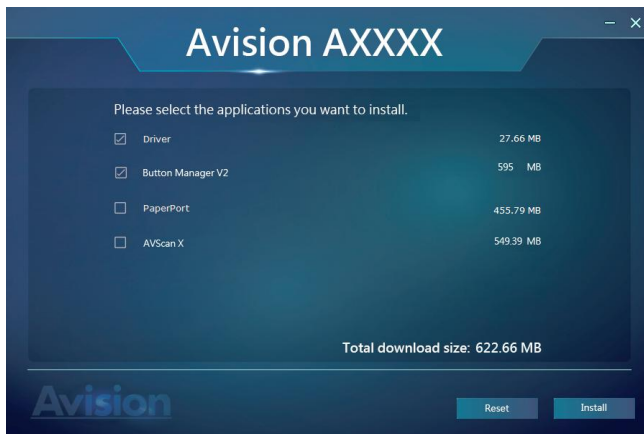 Avision AXXXX
Please select the applications you want to install.
Driver 27.66 MB
Button Manager V2 595 MB
PaperPort 455.79 MB
AVScan X 549.39 MB
Total download size: 622.66 MB
Avision
Reset Install